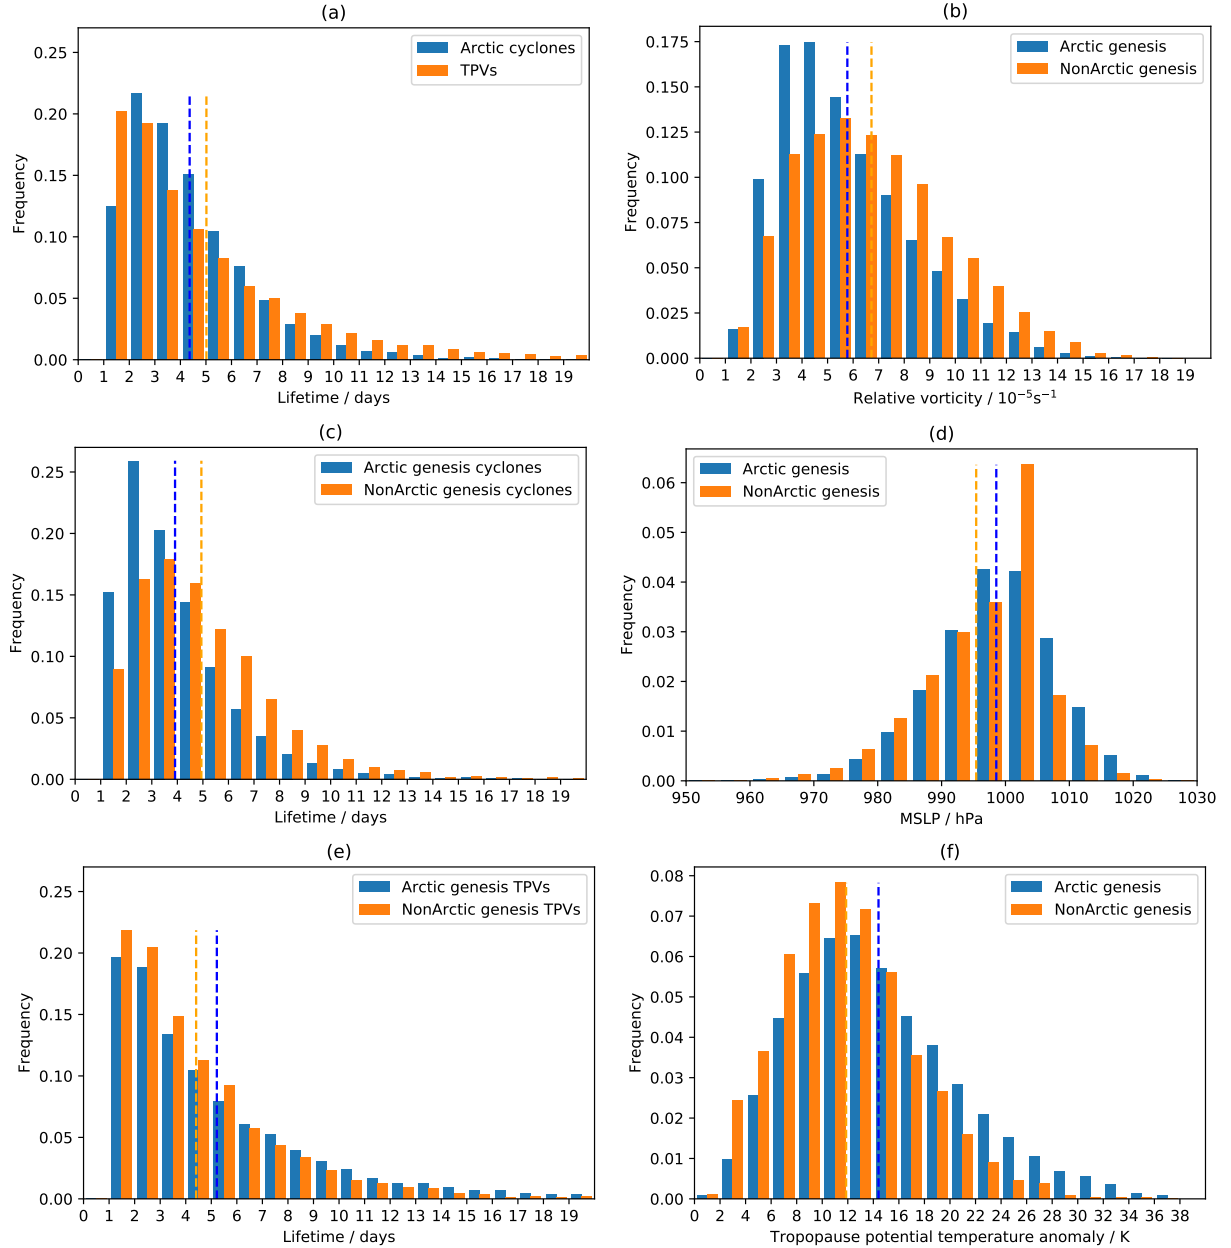 (a)
0.25
0.20
0.15
0.10
0.05
0.00
Frequency
Arctic cyclones
TPVs
0 1 2 3 4 5 6 7 8 9 10 11 12 13 14 15 16 17 18 19
Lifetime / days
(b)
0.175
0.150
0.125
0.100
0.075
0.050
0.025
0.000
Frequency
Arctic genesis
NonArctic genesis
0 1 2 3 4 5 6 7 8 9 10 11 12 13 14 15 16 17 18 19
Relative vorticity / 10⁻⁵s⁻¹
(c)
0.25
0.20
0.15
0.10
0.05
0.00
Frequency
Arctic genesis cyclones
NonArctic genesis cyclones
0 1 2 3 4 5 6 7 8 9 10 11 12 13 14 15 16 17 18 19
Lifetime / days
(d)
0.06
0.05
0.04
0.03
0.02
0.01
0.00
Frequency
Arctic genesis
NonArctic genesis
950 960 970 980 990 1000 1010 1020 1030
MSLP / hPa
(e)
0.25
0.20
0.15
0.10
0.05
0.00
Frequency
Arctic genesis TPVs
NonArctic genesis TPVs
0 1 2 3 4 5 6 7 8 9 10 11 12 13 14 15 16 17 18 19
Lifetime / days
(f)
0.08
0.07
0.06
0.05
0.04
0.03
0.02
0.01
0.00
Frequency
Arctic genesis
NonArctic genesis
0 2 4 6 8 10 12 14 16 18 20 22 24 26 28 30 32 34 36 38
Tropopause potential temperature anomaly / K